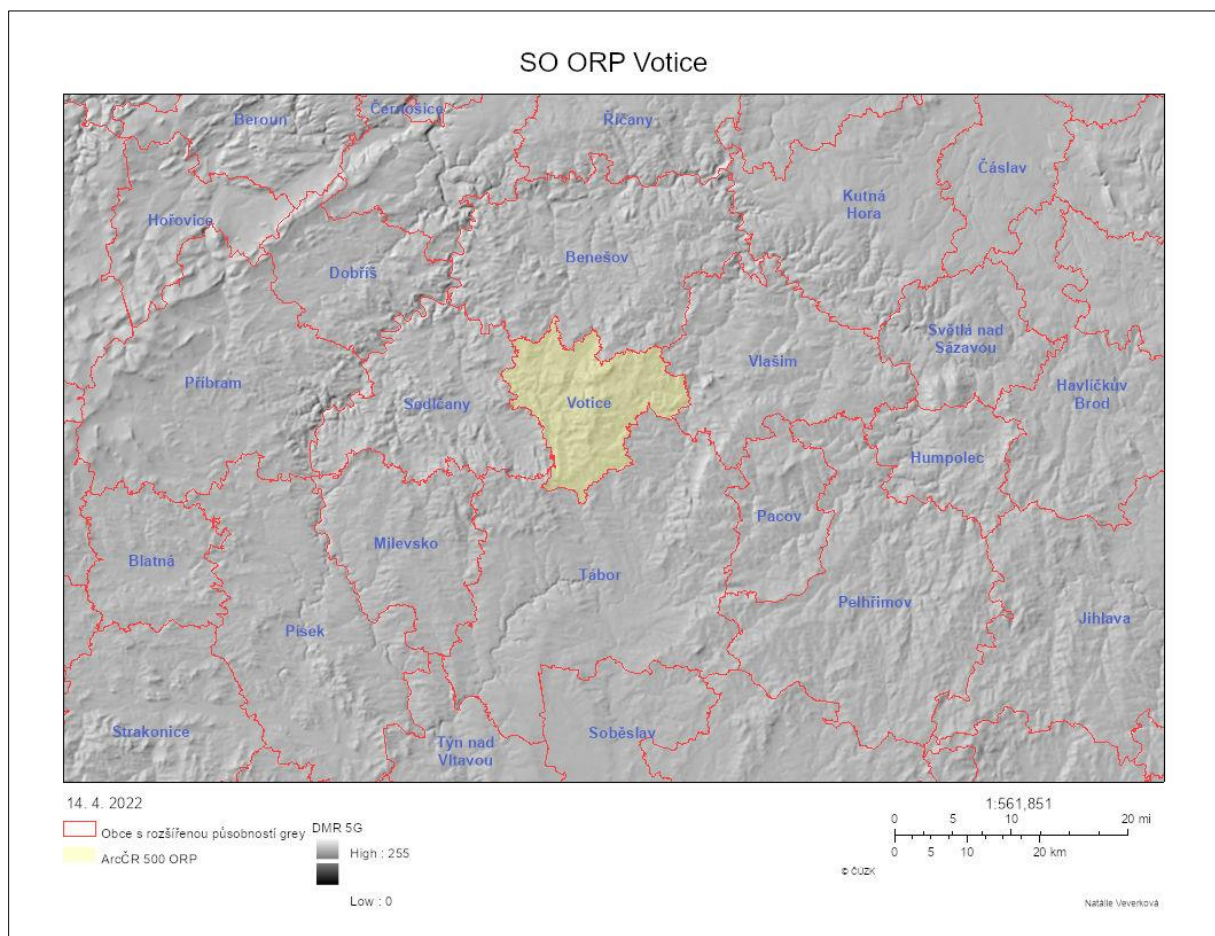 SO ORP Votice
Beroun
Černošice
Říčany
Čáslav
Hořovice
Kutná
Hora
Dobříš
Benešov
Světlá nad
Sázavou
Vlašim
Příbram
Sedlčany
Votice
Havlíčkův
Brod
Humpolec
Pacov
Milevsko
Blatná
Tábor
Pelhřimov
Jihlava
Písek
Strakonice
Týn nad
Vltavou
Soběslav
14. 4. 2022
Obce s rozšířenou působností grey
ArcČR 500 ORP
DMR 5G
High : 255
Low : 0
1:561,851
0 5 10 20 mi
0 5 10 20 km
© ČÚZK
Natálie Veverková